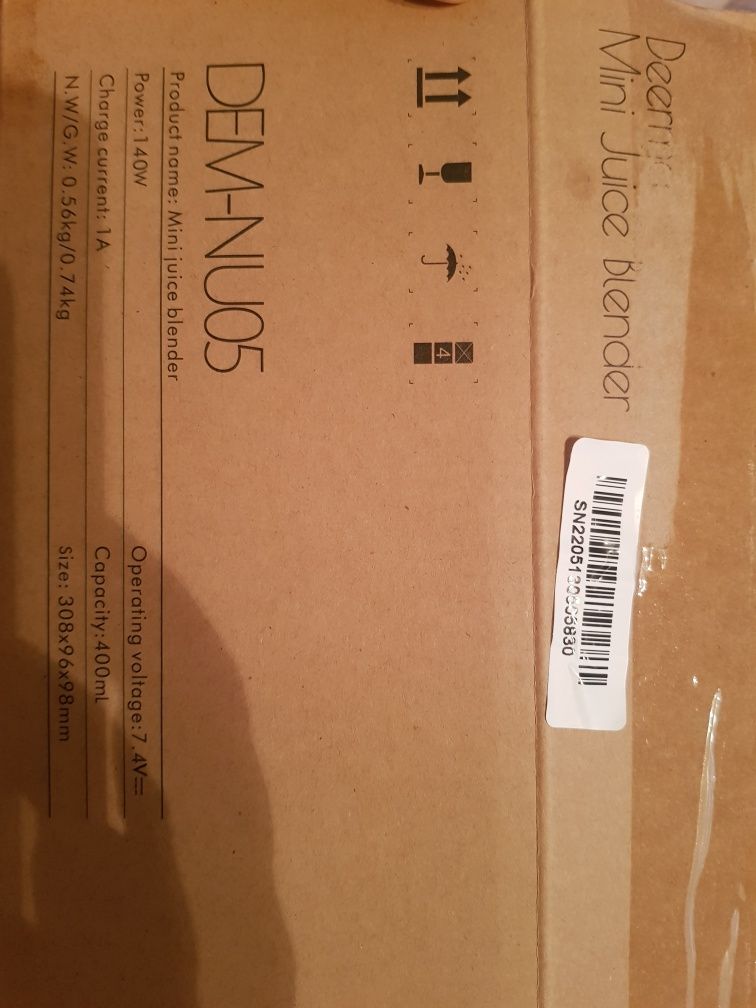 Deerma
Mini Juice Blender
4
DEM-NU05
Product name: Mini juice blender
Power:140W Operating voltage:7.4V⎓
Charge current: 1A Capacity:400mL
N.W/G.W: 0.56kg/0.74kg Size: 308x96x98mm